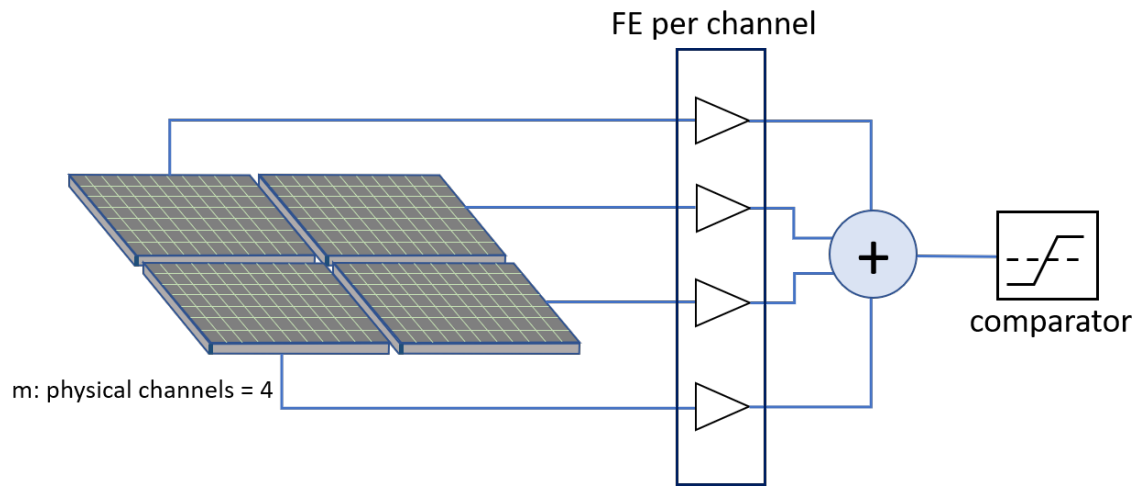 FE per channel
+
comparator
m: physical channels = 4